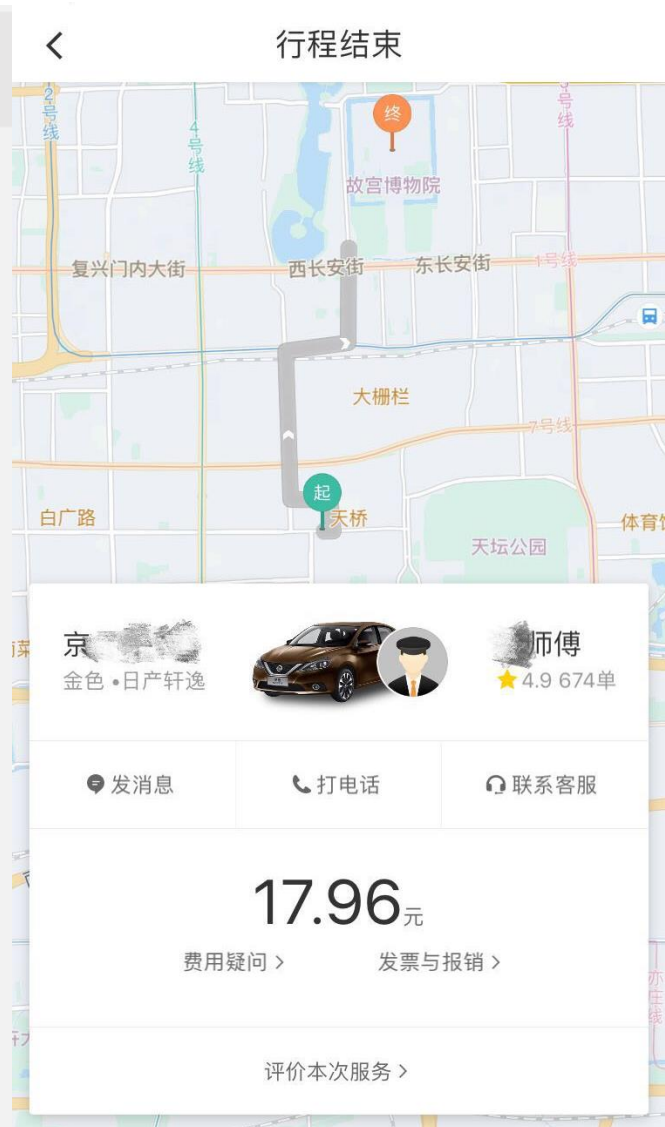 行程结束
2号线
4号线
终
号线
故宫博物院
复兴门内大街
西长安街
东长安街
1号线
大栅栏
7号线
起
白广路
天桥
体育
天坛公园
京
师傅
金色•日产轩逸
4.9 674单
发消息
打电话
联系客服
17.96元
费用疑问
发票与报销
亦庄线
评价本次服务